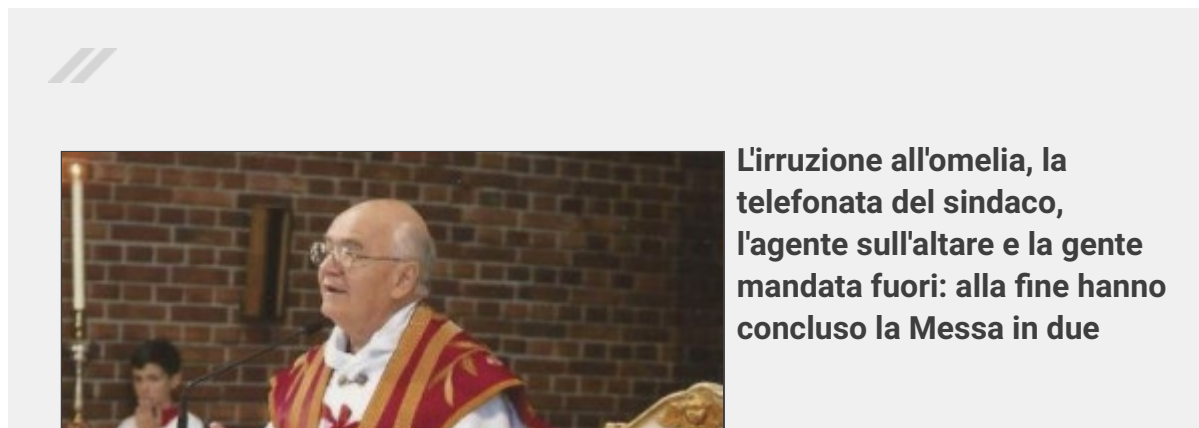 L'irruzione all'omelia, la
telefonata del sindaco,
l'agente sull'altare e la gente
mandata fuori: alla fine hanno
concluso la Messa in due